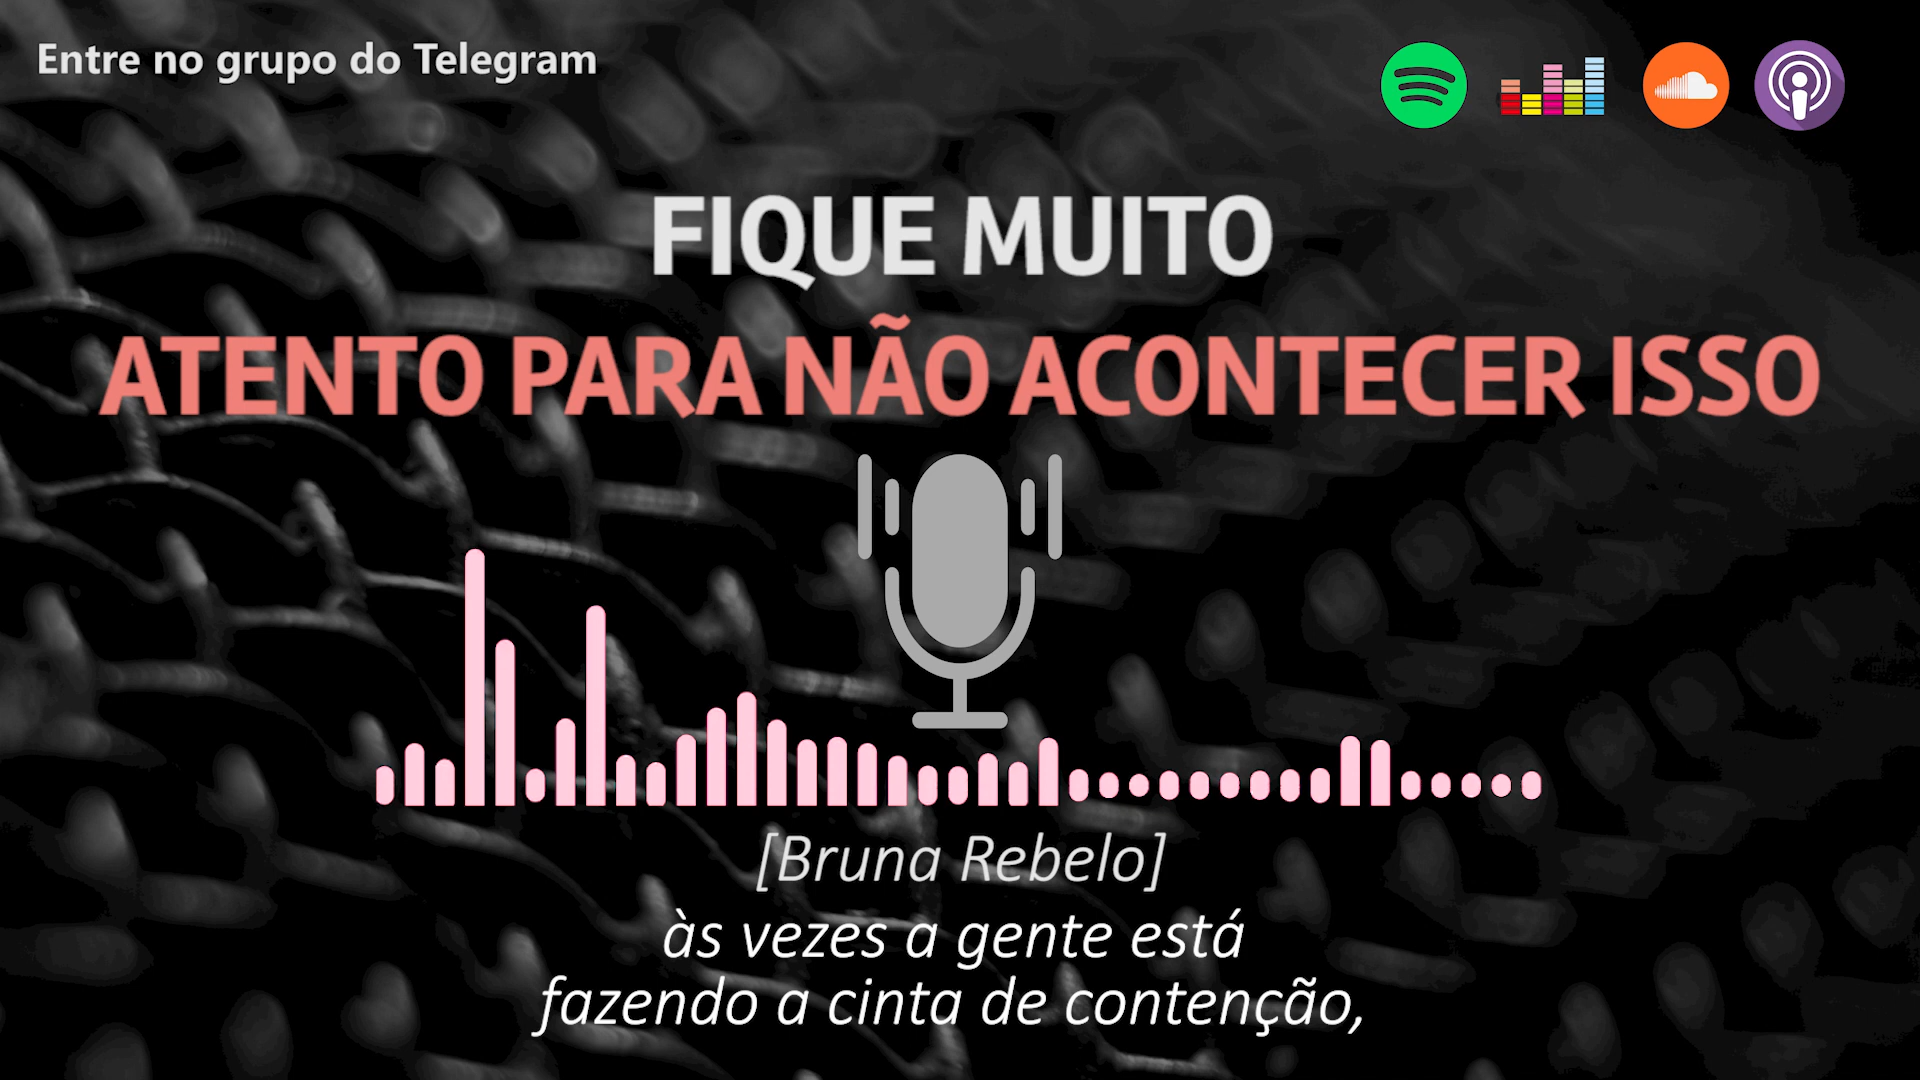 Entre no grupo do Telegram
FIQUE MUITO
ATENTO PARA NÃO ACONTECER ISSO
[Bruna Rebelo]
às vezes a gente está
fazendo a cinta de contenção,